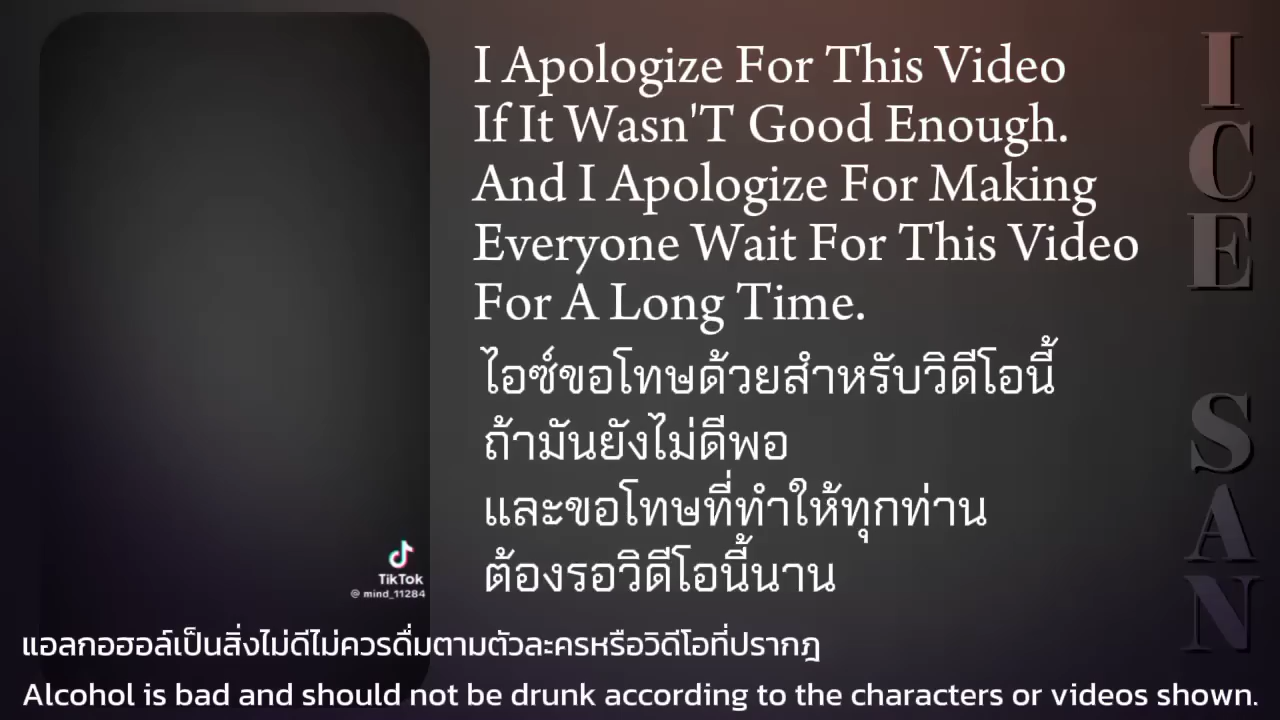 I Apologize For This Video
If It Wasn'T Good Enough.
And I Apologize For Making
Everyone Wait For This Video
For A Long Time.
ไอซ์ขอโทษด้วยสำหรับวิดีโอนี้
ถ้ามันยังไม่ดีพอ
และขอโทษที่ทำให้ทุกท่าน
ต้องรอวิดีโอนี้นาน
TikTok
@ mind_11284
แอลกอฮอล์เป็นสิ่งไม่ดีไม่ควรดื่มตามตัวละครหรือวิดีโอที่ปรากฎ
Alcohol is bad and should not be drunk according to the characters or videos shown.
ICE SAN